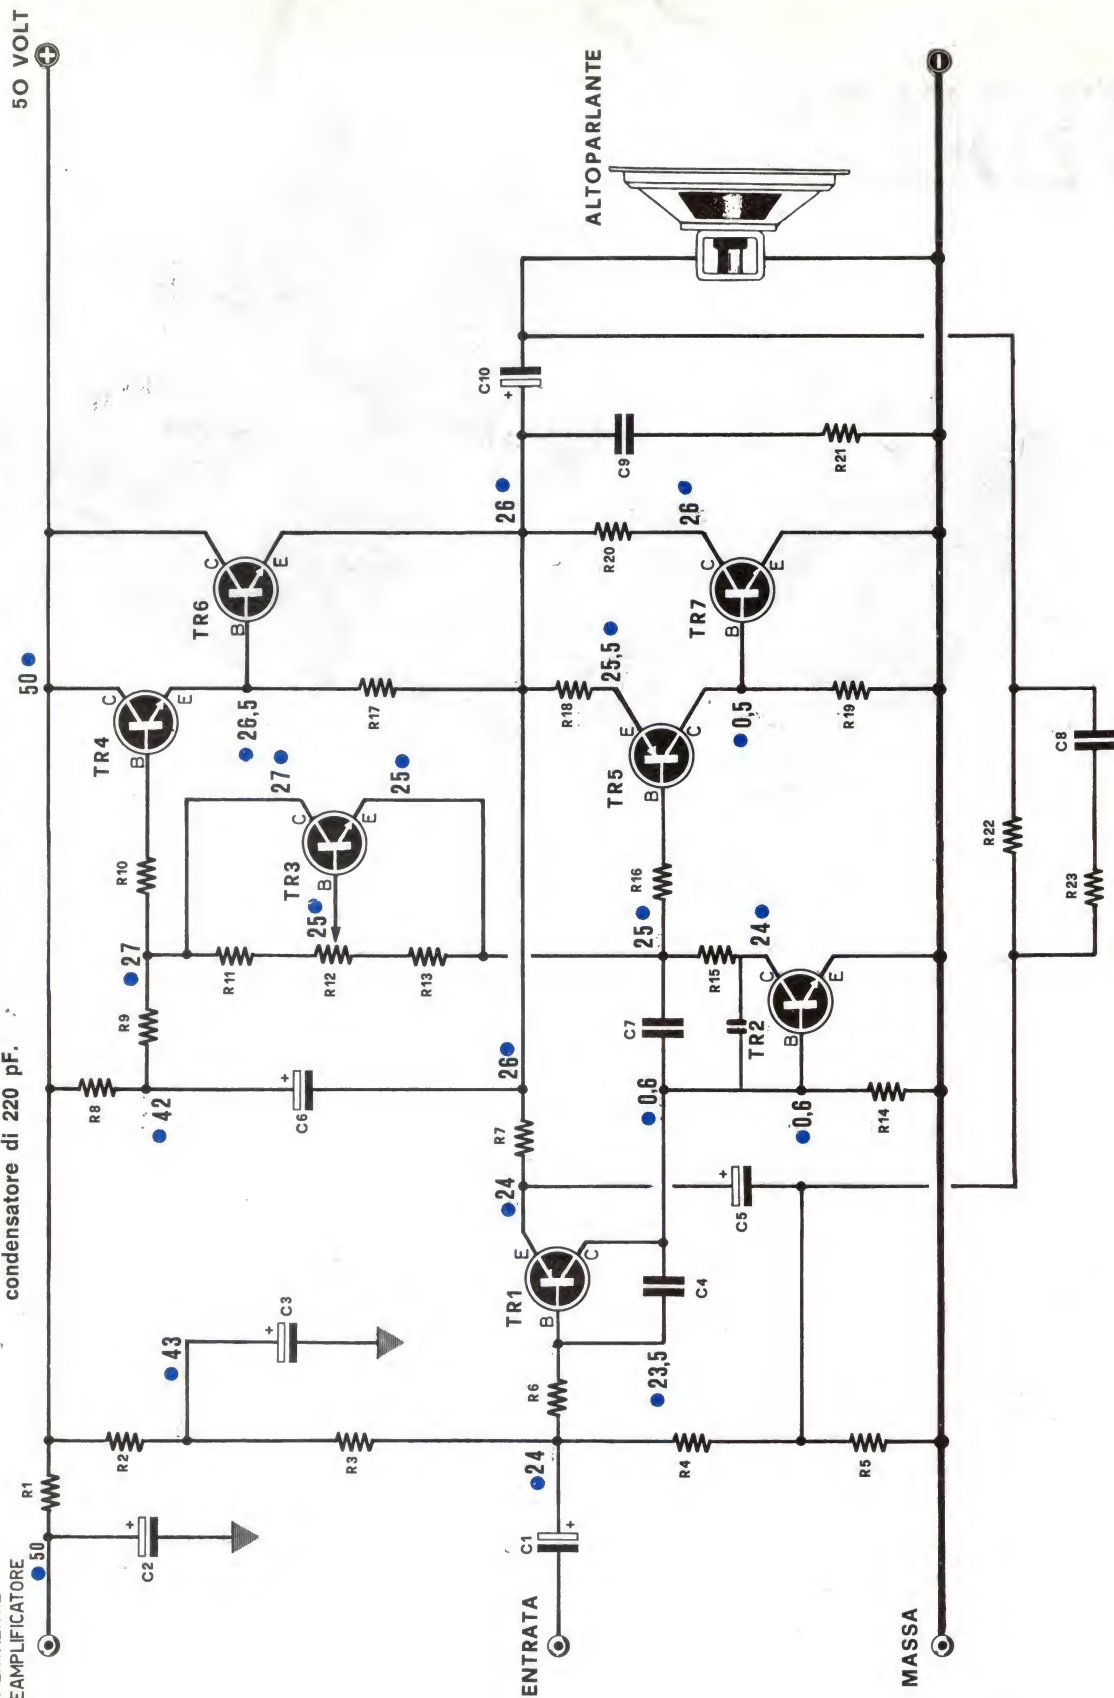 condensatore di 220 pF.
EAMPLIFICATORE
50 VOLT
+
50
50
R1
C2
+
R2
43
C3
+
R3
R8
42
C6
+
R9
27
R10
R11
R12
R13
25
B
TR3
C
E
27
25
TR4
B
C
E
26,5
R17
TR6
B
C
E
ENTRATA
C1
+
24
R6
23,5
TR1
B
E
C
24
R7
26
C4
R4
R5
C5
+
0,6
C7
25
R16
0,6
R14
TR2
B
C
E
R15
24
TR5
B
E
C
R18
25,5
0,5
R19
TR7
B
C
E
R20
26
26
C9
R21
C10
+
ALTOPARLANTE
MASSA
-
R22
R23
C8